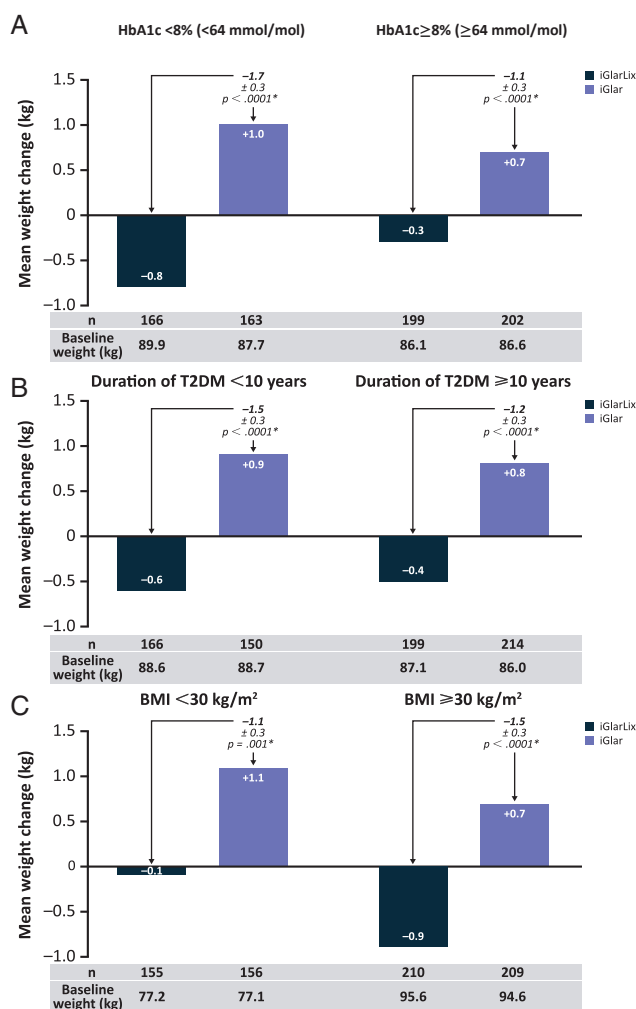 A
HbA1c <8% (<64 mmol/mol)
HbA1c≥8% (≥64 mmol/mol)
Mean weight change (kg)
1.5
1.0
0.5
0
−0.5
−1.0
−1.7
± 0.3
p < .0001*
−1.1
± 0.3
p < .0001*
iGlarLix
iGlar
−0.8
+1.0
−0.3
+0.7
n 166 163 199 202
Baseline
weight (kg) 89.9 87.7 86.1 86.6
B
Duration of T2DM <10 years
Duration of T2DM ≥10 years
Mean weight change (kg)
1.5
1.0
0.5
0
−0.5
−1.0
−1.5
± 0.3
p < .0001*
−1.2
± 0.3
p < .0001*
iGlarLix
iGlar
−0.6
+0.9
−0.4
+0.8
n 166 150 199 214
Baseline
weight (kg) 88.6 88.7 87.1 86.0
C
BMI <30 kg/m²
BMI ≥30 kg/m²
Mean weight change (kg)
1.5
1.0
0.5
0
−0.5
−1.0
−1.1
± 0.3
p = .001*
−1.5
± 0.3
p < .0001*
iGlarLix
iGlar
−0.1
+1.1
−0.9
+0.7
n 155 156 210 209
Baseline
weight (kg) 77.2 77.1 95.6 94.6